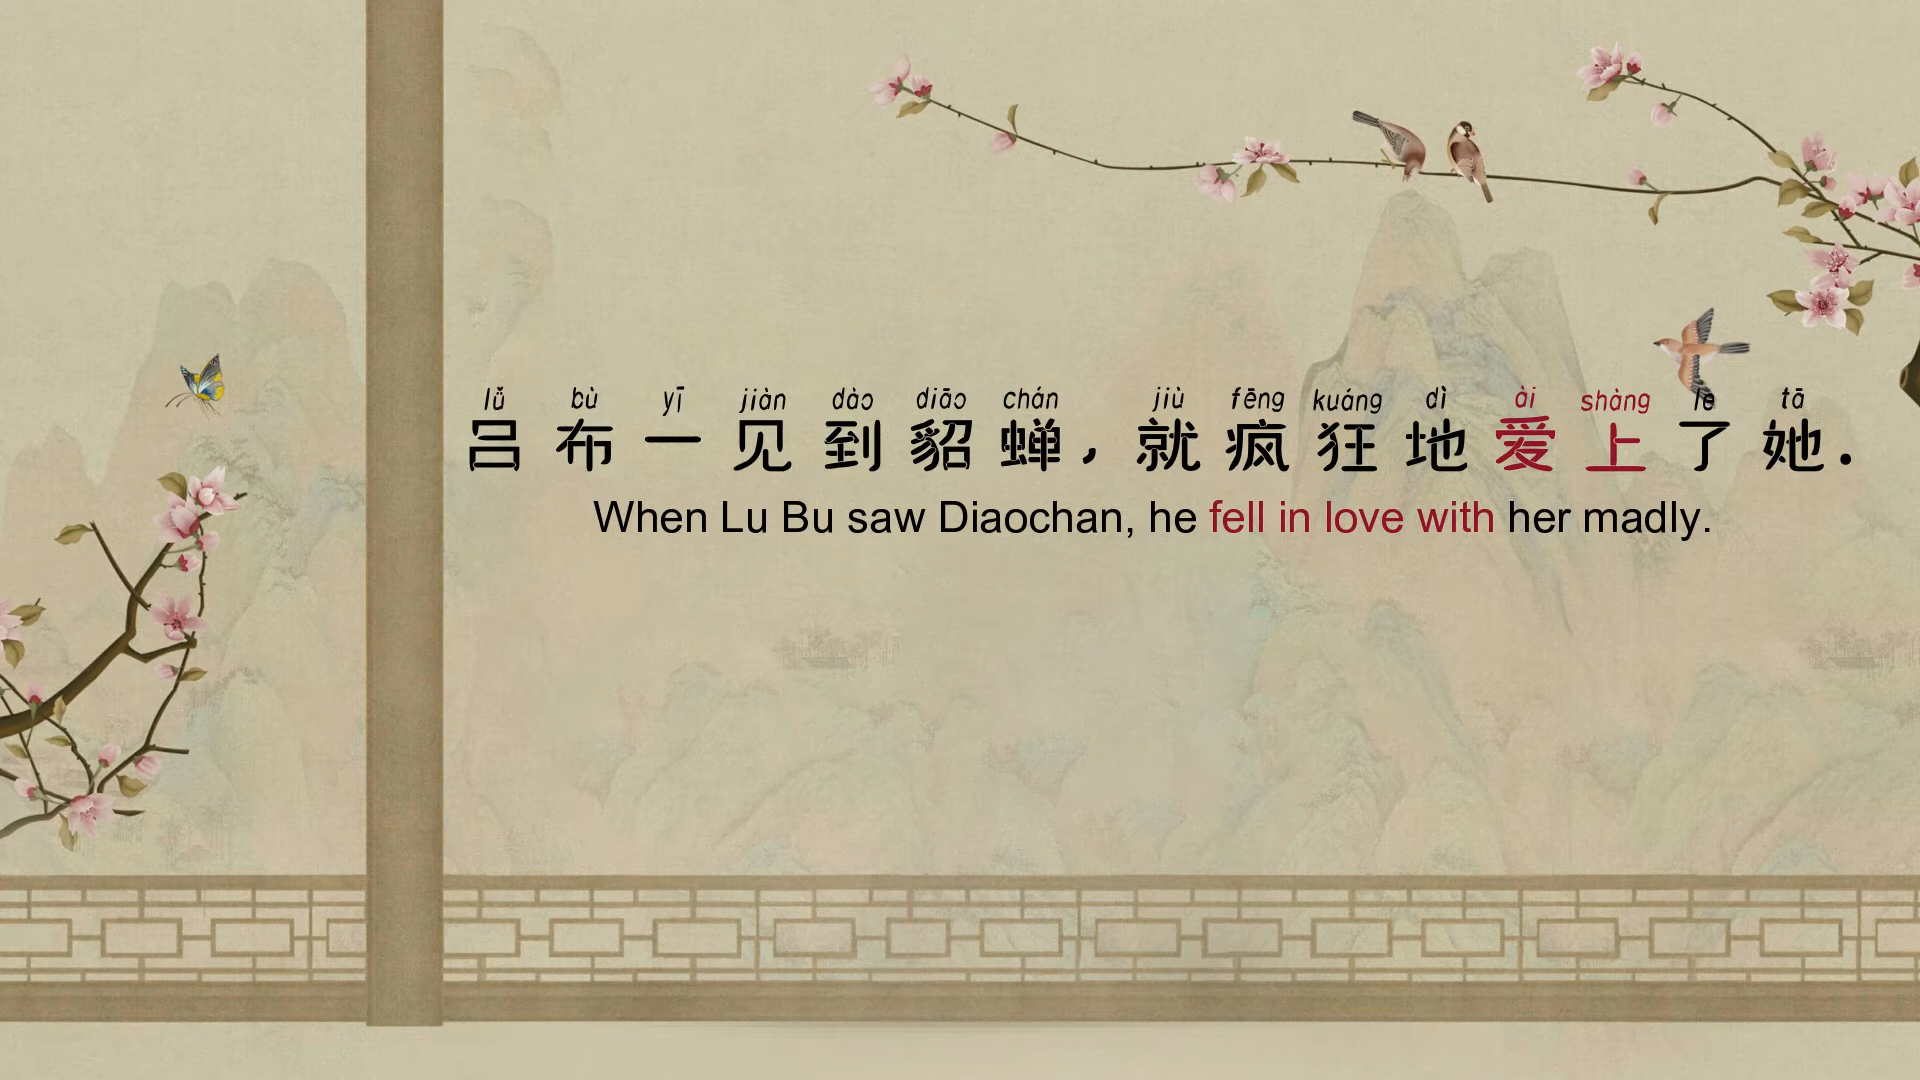 lǚ bù yī jiàn dào diāo chán jiù fēng kuáng dì ài shàng le tā
吕布一见到貂蝉,就疯狂地爱上了她.
When Lu Bu saw Diaochan, he fell in love with her madly.